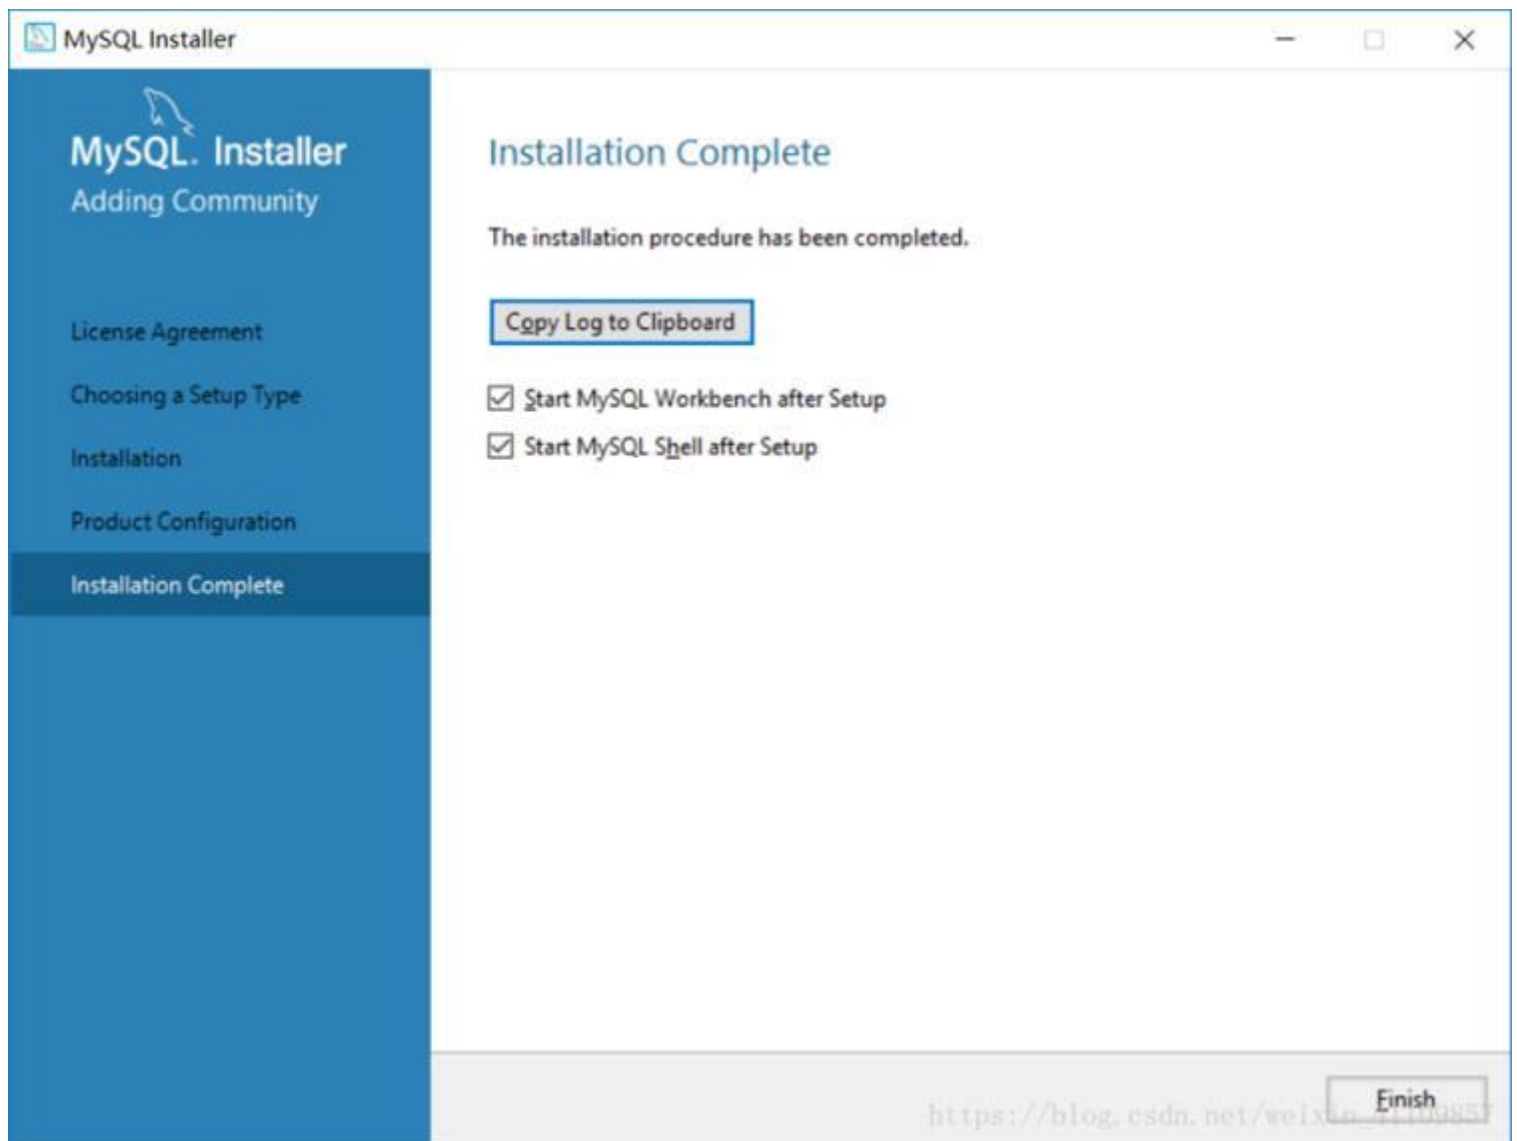 MySQL Installer
MySQL. Installer
Adding Community
License Agreement
Choosing a Setup Type
Installation
Product Configuration
Installation Complete
Installation Complete
The installation procedure has been completed.
Copy Log to Clipboard
Start MySQL Workbench after Setup
Start MySQL Shell after Setup
Finish
https://blog.csdn.net/weixin_41109857